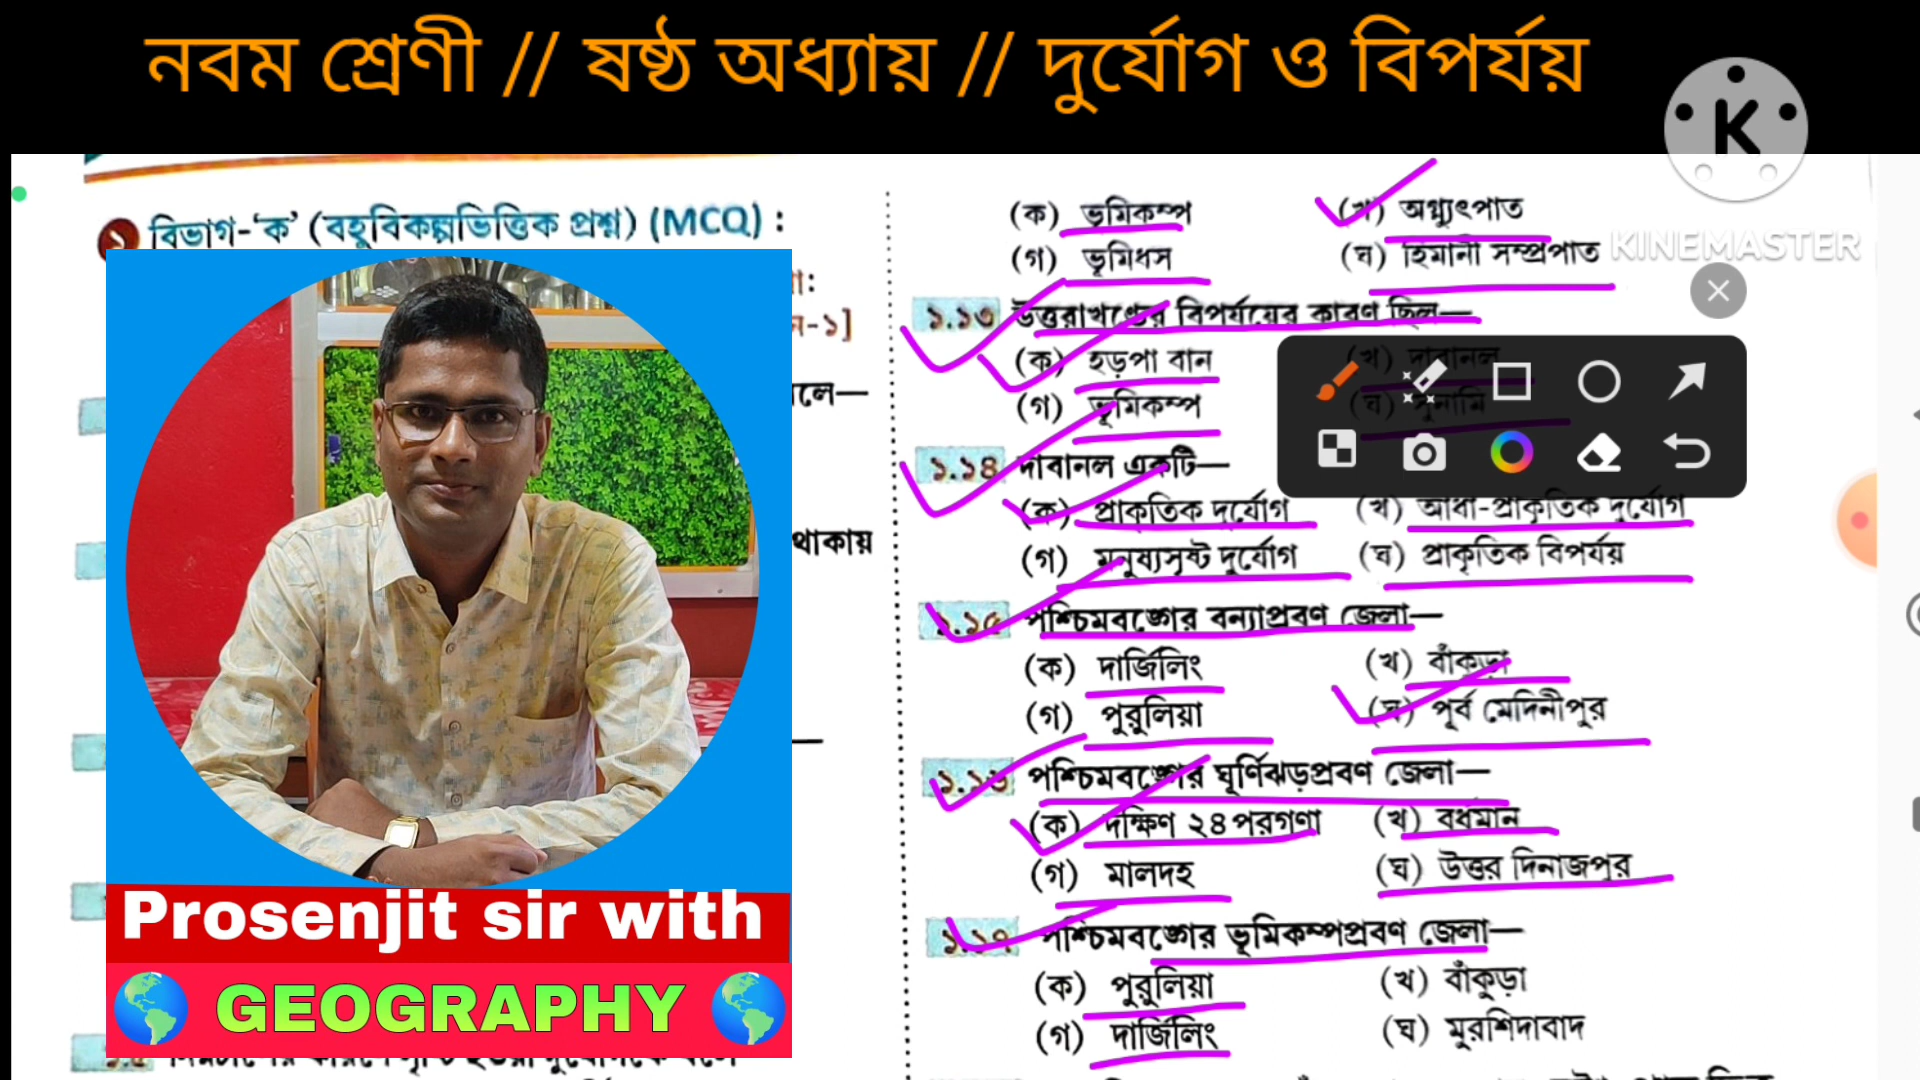 নবম শ্রেণী // ষষ্ঠ অধ্যায় // দুর্যোগ ও বিপর্যয়
K
KINEMASTER
১ বিভাগ-‘ক’ (বহুবিকল্পভিত্তিক প্রশ্ন) (MCQ) :
-১]
লে—
থাকায়
Prosenjit sir with
GEOGRAPHY
(ক) ভূমিকম্প (খ) অগ্ন্যুৎপাত
(গ) ভূমিধস (ঘ) হিমানী সম্প্রপাত
১.১৩ উত্তরাখণ্ডের বিপর্যয়ের কারণ ছিল—
(ক) হড়পা বান (খ) দাবানল
(গ) ভূমিকম্প (ঘ) সুনামি
১.১৪ দাবানল একটি—
(ক) প্রাকৃতিক দুর্যোগ (খ) আধা-প্রাকৃতিক দুর্যোগ
(গ) মনুষ্যসৃষ্ট দুর্যোগ (ঘ) প্রাকৃতিক বিপর্যয়
১.১৫ পশ্চিমবঙ্গের বন্যাপ্রবণ জেলা—
(ক) দার্জিলিং (খ) বাঁকুড়া
(গ) পুরুলিয়া (ঘ) পূর্ব মেদিনীপুর
১.১৬ পশ্চিমবঙ্গের ঘূর্ণিঝড়প্রবণ জেলা—
(ক) দক্ষিণ ২৪ পরগণা (খ) বর্ধমান
(গ) মালদহ (ঘ) উত্তর দিনাজপুর
১.১৭ পশ্চিমবঙ্গের ভূমিকম্পপ্রবণ জেলা—
(ক) পুরুলিয়া (খ) বাঁকুড়া
(গ) দার্জিলিং (ঘ) মুরশিদাবাদ